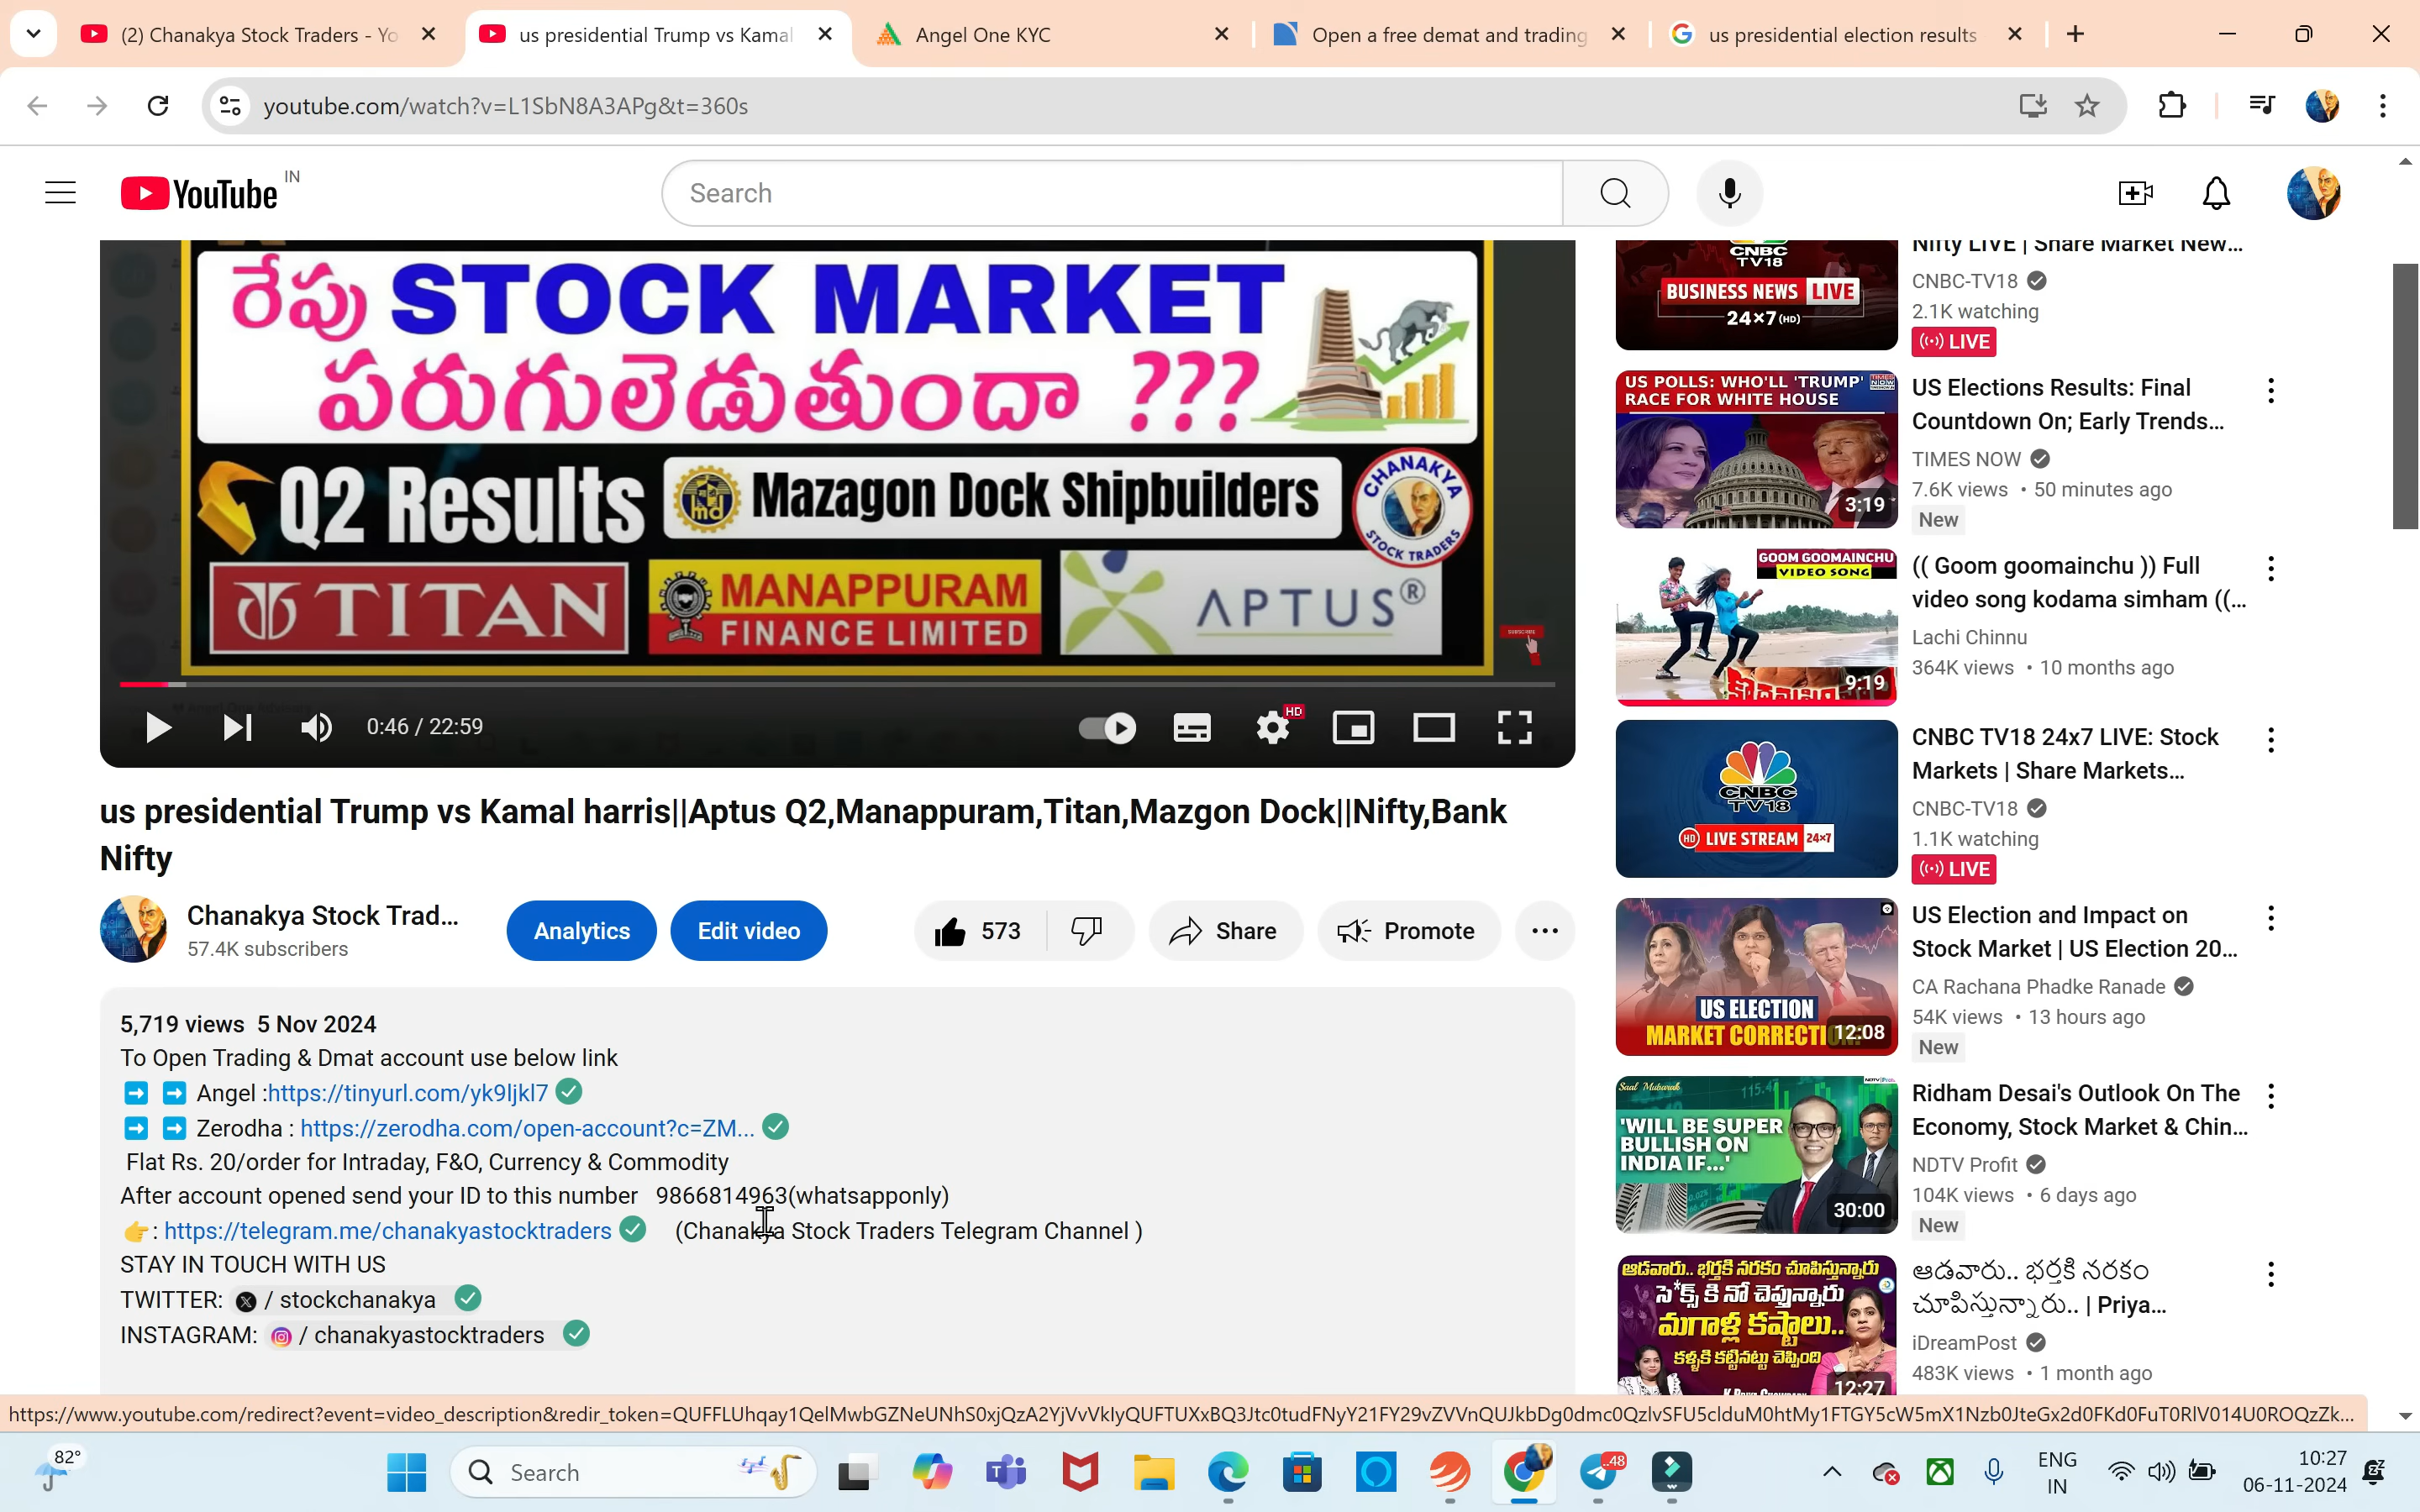 (2) Chanakya Stock Traders - Yo
us presidential Trump vs Kamal
Angel One KYC
Open a free demat and trading
us presidential election results
youtube.com/watch?v=L1SbN8A3APg&t=360s
YouTube
IN
Search
రేపు STOCK MARKET
పరుగులెడుతుందా ???
Q2 Results
Mazagon Dock Shipbuilders
CHANAKYA
STOCK TRADERS
TITAN
MANAPPURAM
FINANCE LIMITED
APTUS®
SUBSCRIBE
0:46 / 22:59
HD
us presidential Trump vs Kamal harris||Aptus Q2,Manappuram,Titan,Mazgon Dock||Nifty,Bank
Nifty
Chanakya Stock Trad...
57.4K subscribers
Analytics
Edit video
573
Share
Promote
5,719 views 5 Nov 2024
To Open Trading & Dmat account use below link
➡️ ➡️ Angel :https://tinyurl.com/yk9ljkl7
➡️ ➡️ Zerodha : https://zerodha.com/open-account?c=ZM...
Flat Rs. 20/order for Intraday, F&O, Currency & Commodity
After account opened send your ID to this number 9866814963(whatsapponly)
👉: https://telegram.me/chanakyastocktraders (Chanakya Stock Traders Telegram Channel )
STAY IN TOUCH WITH US
TWITTER: / stockchanakya
INSTAGRAM: / chanakyastocktraders
CNBC
TV18
BUSINESS NEWS LIVE
24×7(HD)
Nifty LIVE | Share Market New...
CNBC-TV18
2.1K watching
LIVE
US POLLS: WHO'LL 'TRUMP'
RACE FOR WHITE HOUSE
TIMES NOW
3:19
US Elections Results: Final
Countdown On; Early Trends...
TIMES NOW
7.6K views • 50 minutes ago
New
GOOM GOOMAINCHU
VIDEO SONG
9:19
(( Goom goomainchu )) Full
video song kodama simham ((...
Lachi Chinnu
364K views • 10 months ago
CNBC
TV18
HD LIVE STREAM 24×7
CNBC TV18 24x7 LIVE: Stock
Markets | Share Markets...
CNBC-TV18
1.1K watching
LIVE
US ELECTION
MARKET CORRECTI
12:08
US Election and Impact on
Stock Market | US Election 20...
CA Rachana Phadke Ranade
54K views • 13 hours ago
New
Saal Mubarak
'WILL BE SUPER
BULLISH ON
INDIA IF...'
30:00
Ridham Desai's Outlook On The
Economy, Stock Market & Chin...
NDTV Profit
104K views • 6 days ago
New
ఆడవారు.. భర్తకి నరకం చూపిస్తున్నారు
సె*క్స్ కి నో చెప్తున్నారు
మగాళ్ల కష్టాలు..
కళ్ళకి కట్టినట్టు చెప్పింది
12:27
ఆడవారు.. భర్తకి నరకం
చూపిస్తున్నారు.. | Priya...
iDreamPost
483K views • 1 month ago
82°
Search
48
ENG
IN
10:27
06-11-2024